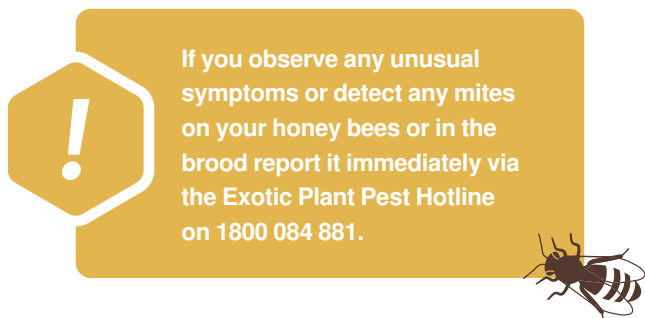 !
If you observe any unusual
symptoms or detect any mites
on your honey bees or in the
brood report it immediately via
the Exotic Plant Pest Hotline
on 1800 084 881.